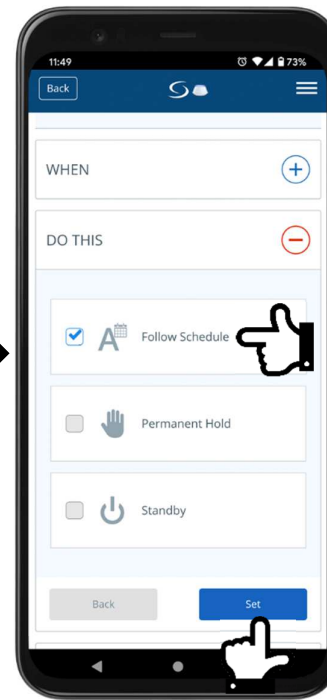 11:49
73%
Back
WHEN
DO THIS
A
Follow Schedule
Permanent Hold
Standby
Back
Set